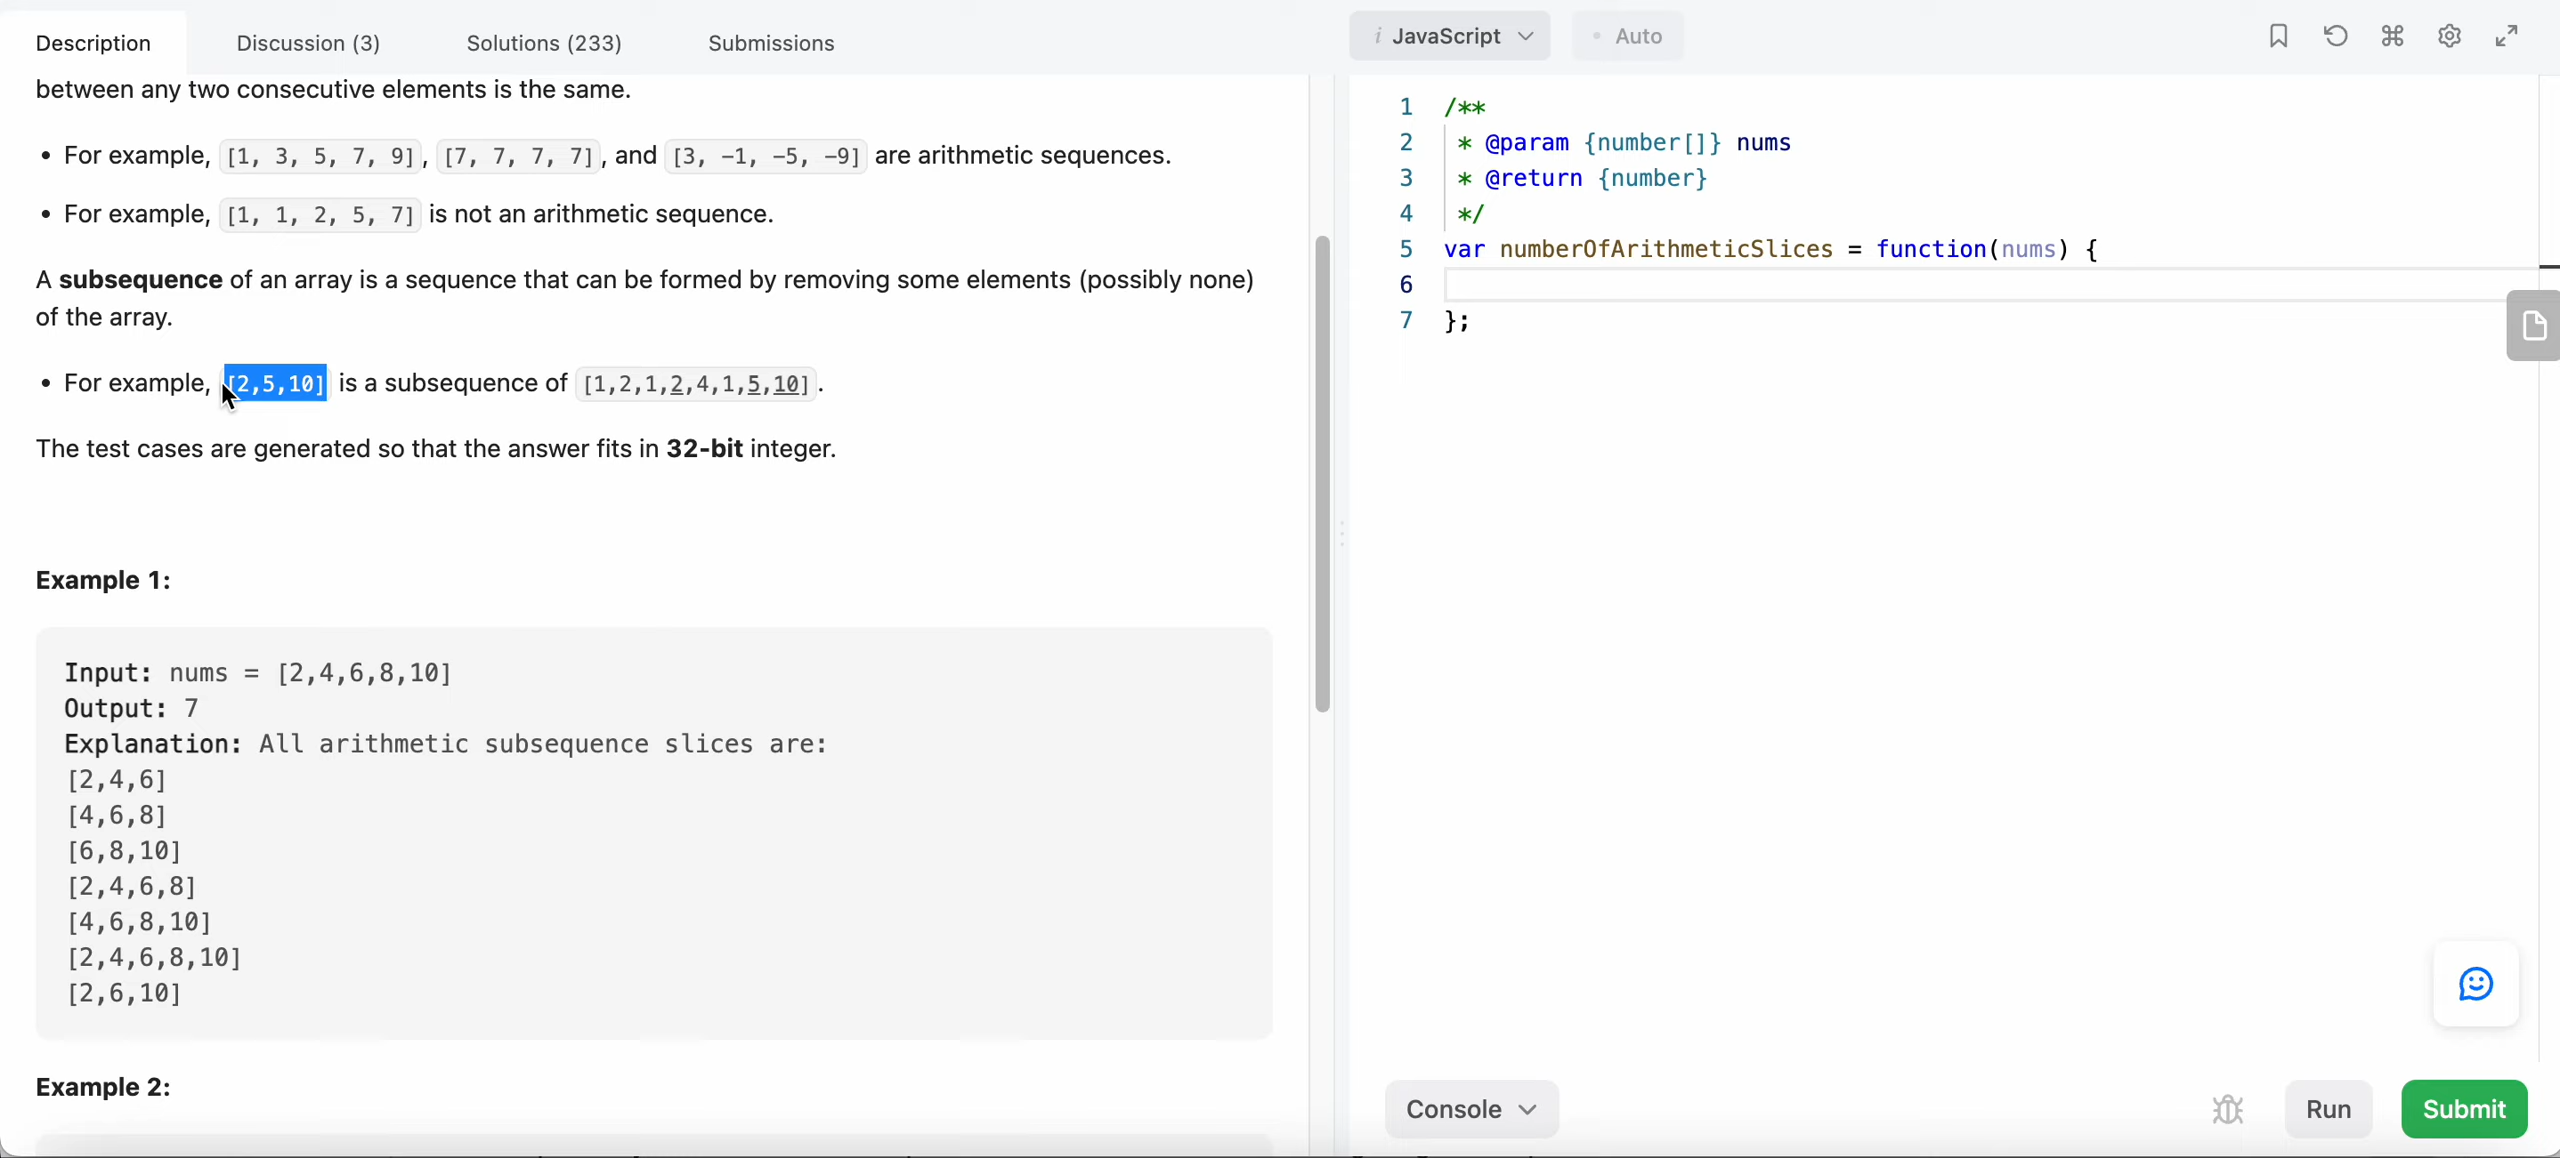 Description
Discussion (3)
Solutions (233)
Submissions
between any two consecutive elements is the same.
• For example, [1, 3, 5, 7, 9], [7, 7, 7, 7], and [3, -1, -5, -9] are arithmetic sequences.
• For example, [1, 1, 2, 5, 7] is not an arithmetic sequence.
A subsequence of an array is a sequence that can be formed by removing some elements (possibly none)
of the array.
• For example, [2,5,10] is a subsequence of [1,2,1,2,4,1,5,10].
The test cases are generated so that the answer fits in 32-bit integer.
Example 1:
Input: nums = [2,4,6,8,10]
Output: 7
Explanation: All arithmetic subsequence slices are:
[2,4,6]
[4,6,8]
[6,8,10]
[2,4,6,8]
[4,6,8,10]
[2,4,6,8,10]
[2,6,10]
Example 2:
i JavaScript
Auto
1 /**
2 * @param {number[]} nums
3 * @return {number}
4 */
5 var numberOfArithmeticSlices = function(nums) {
6
7 };
Console
Run
Submit